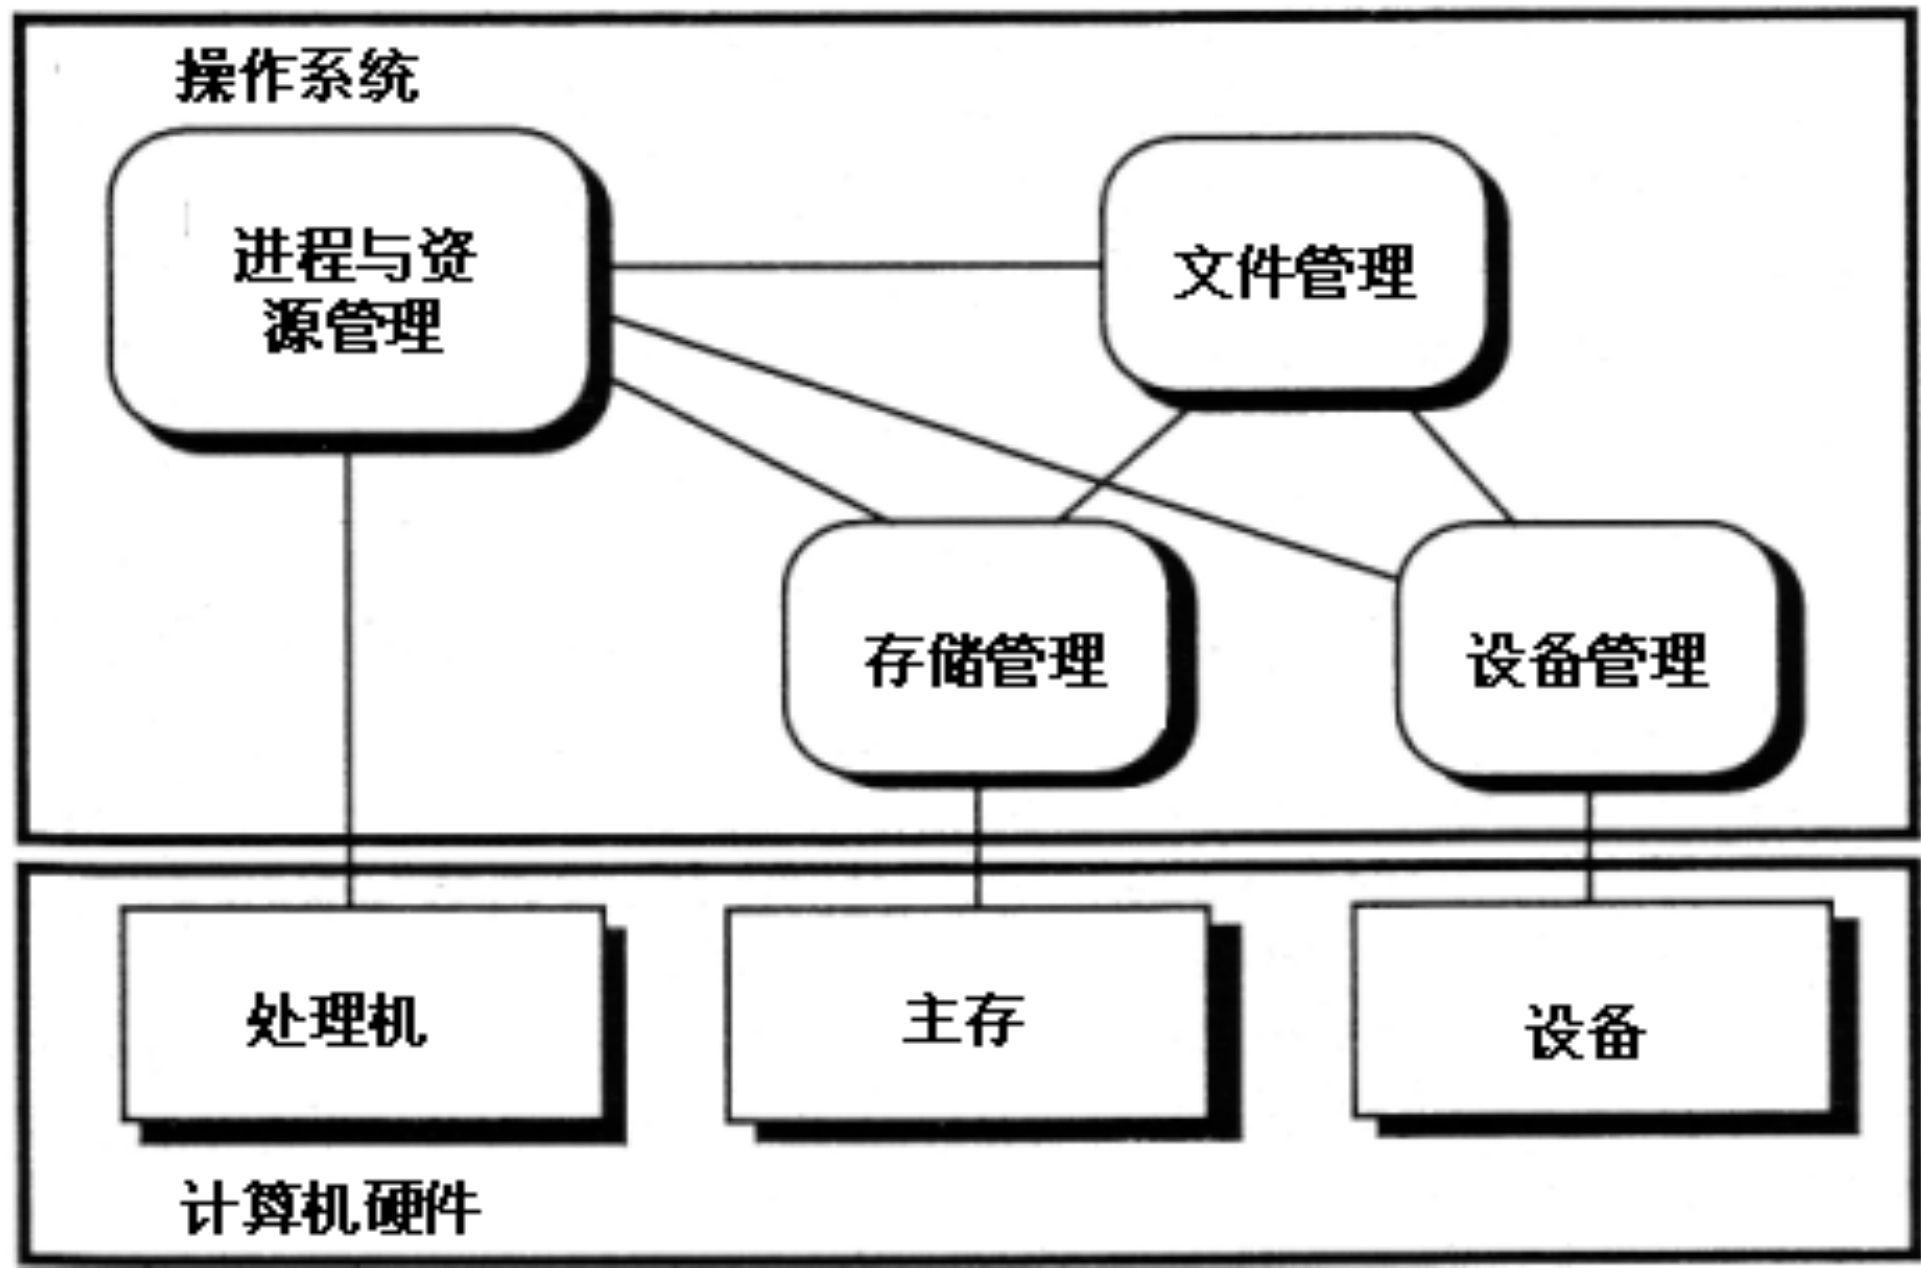 操作系统
进程与资
源管理
文件管理
存储管理
设备管理
处理机
主存
设备
计算机硬件